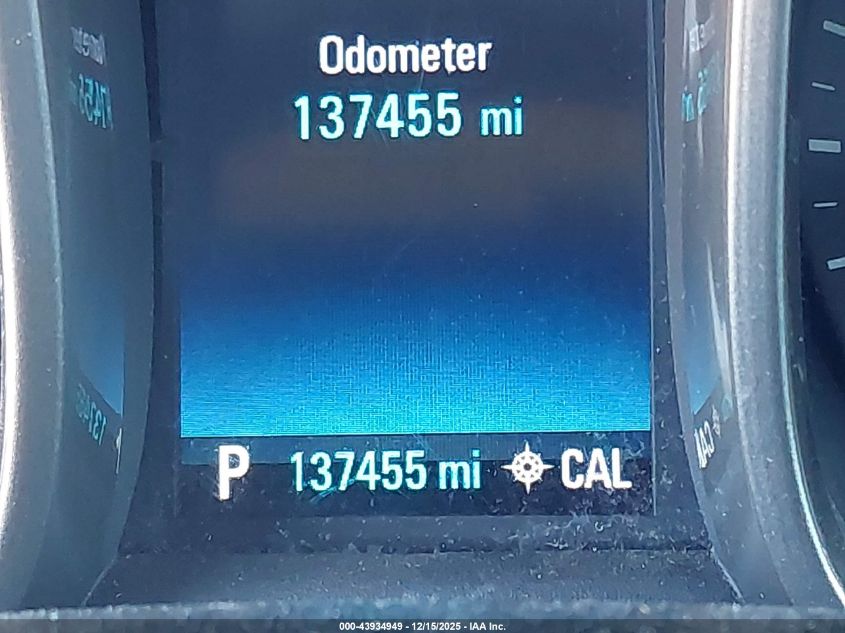 Odometer
137455 mi
P 137455 mi CAL
000-43934949 - 12/15/2025 - IAA Inc.